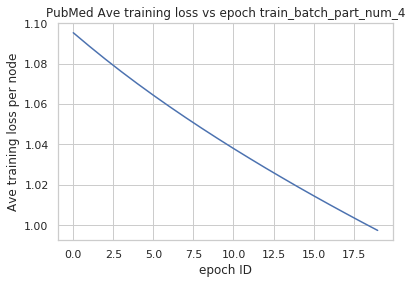 PubMed Ave training loss vs epoch train_batch_part_num_4
Ave training loss per node
1.10
1.08
1.06
1.04
1.02
1.00
0.0 2.5 5.0 7.5 10.0 12.5 15.0 17.5
epoch ID